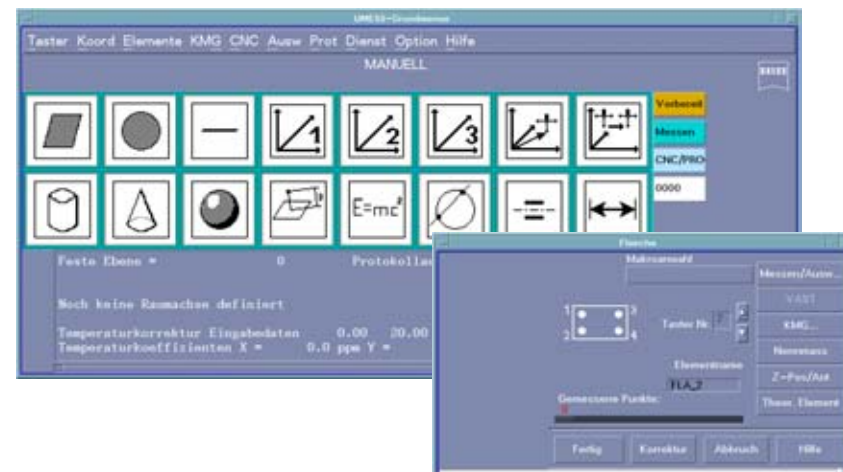 UMESS-Grundmenue
Taster Koord Elemente KMG CNC Ausw Prot Dienst Option Hilfe
MANUELL
Vorbereit
Messen
CNC/PRO
0000
1 2 3
E=mc²
Feste Ebene = 0
Noch keine Raumachse definiert
Temperaturkorrektur Eingabedaten 0.00 20.00
Temperaturkoeffizienten X = 0.0 ppm Y =
Flaeche
Makroauswahl
Messen/Ausw...
VAST
1 3
Taster Nr. 7
KMG...
2 4
Nennmass
Elementname
Z-Pos/Ant
FLA_2
Gemessene Punkte:
Theor. Element
0
Fertig Korrektur Abbruch Hilfe